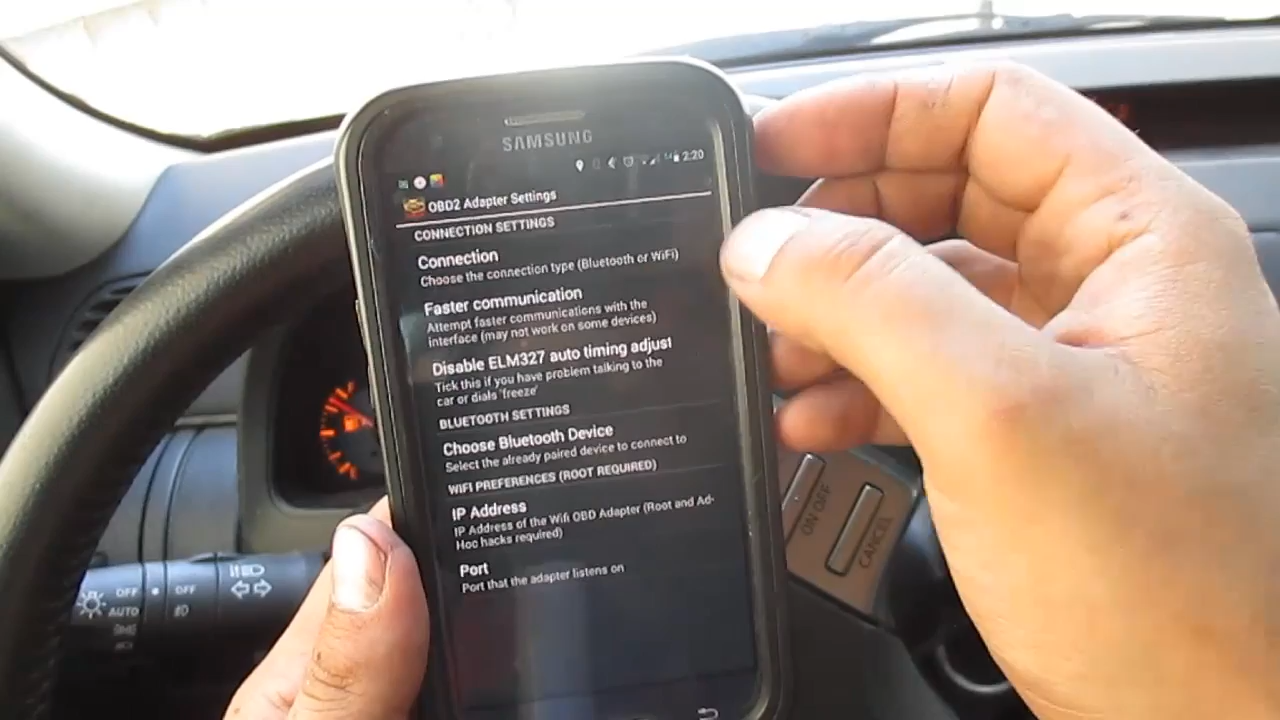 SAMSUNG
2:20
OBD2 Adapter Settings
CONNECTION SETTINGS
Connection
Choose the connection type (Bluetooth or WiFi)
Faster communication
Attempt faster communications with the
interface (may not work on some devices)
Disable ELM327 auto timing adjust
Tick this if you have problem talking to the
car or dials 'freeze'
BLUETOOTH SETTINGS
Choose Bluetooth Device
Select the already paired device to connect to
WIFI PREFERENCES (ROOT REQUIRED)
IP Address
IP Address of the Wifi OBD Adapter (Root and Ad-
Hoc hacks required)
Port
Port that the adapter listens on
ON OFF
CANCEL
OFF
OFF
AUTO